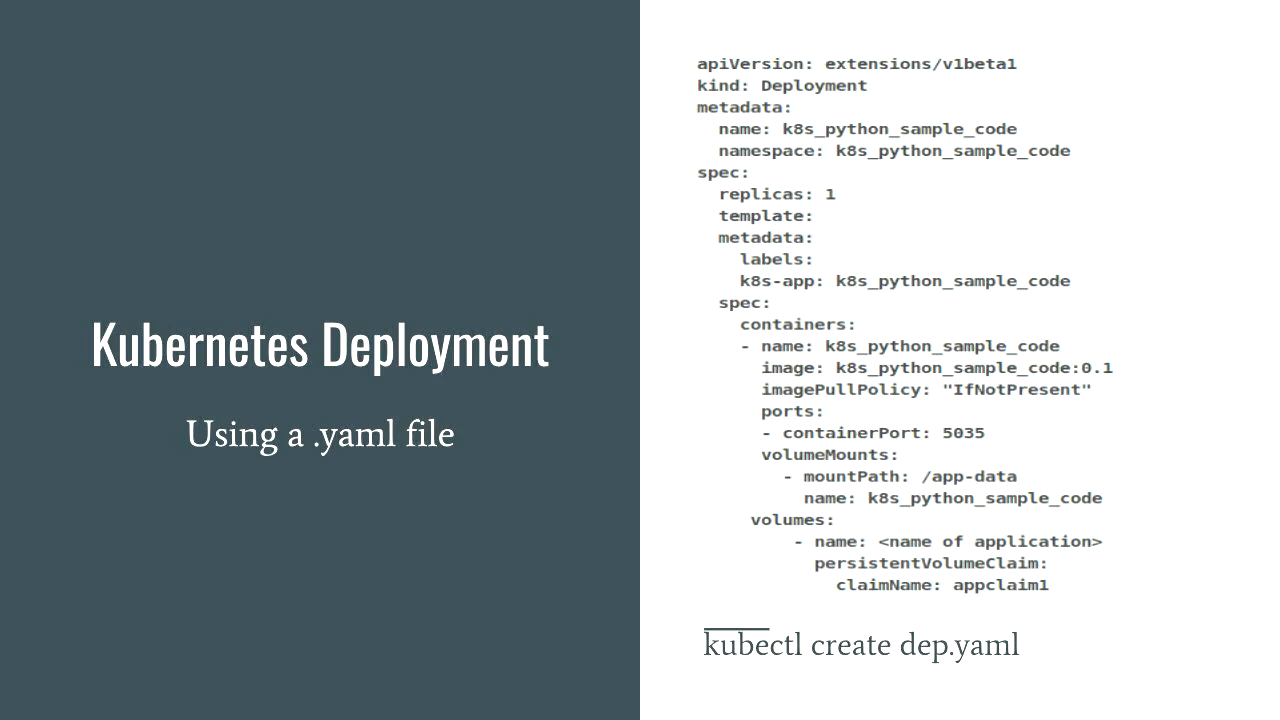 Kubernetes Deployment
Using a .yaml file
apiVersion: extensions/v1beta1
kind: Deployment
metadata:
  name: k8s_python_sample_code
  namespace: k8s_python_sample_code
spec:
  replicas: 1
  template:
  metadata:
    labels:
    k8s-app: k8s_python_sample_code
  spec:
    containers:
    - name: k8s_python_sample_code
      image: k8s_python_sample_code:0.1
      imagePullPolicy: "IfNotPresent"
      ports:
      - containerPort: 5035
      volumeMounts:
        - mountPath: /app-data
          name: k8s_python_sample_code
     volumes:
         - name: <name of application>
           persistentVolumeClaim:
             claimName: appclaim1
kubectl create dep.yaml